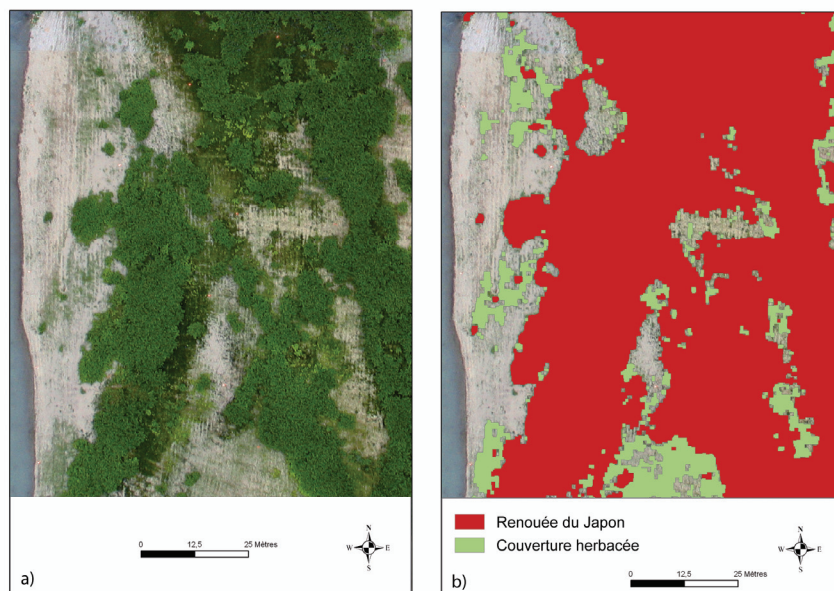 N
W E
S
0 12,5 25 Mètres
a)
Renouée du Japon
Couverture herbacée
N
W E
S
0 12,5 25 Mètres
b)